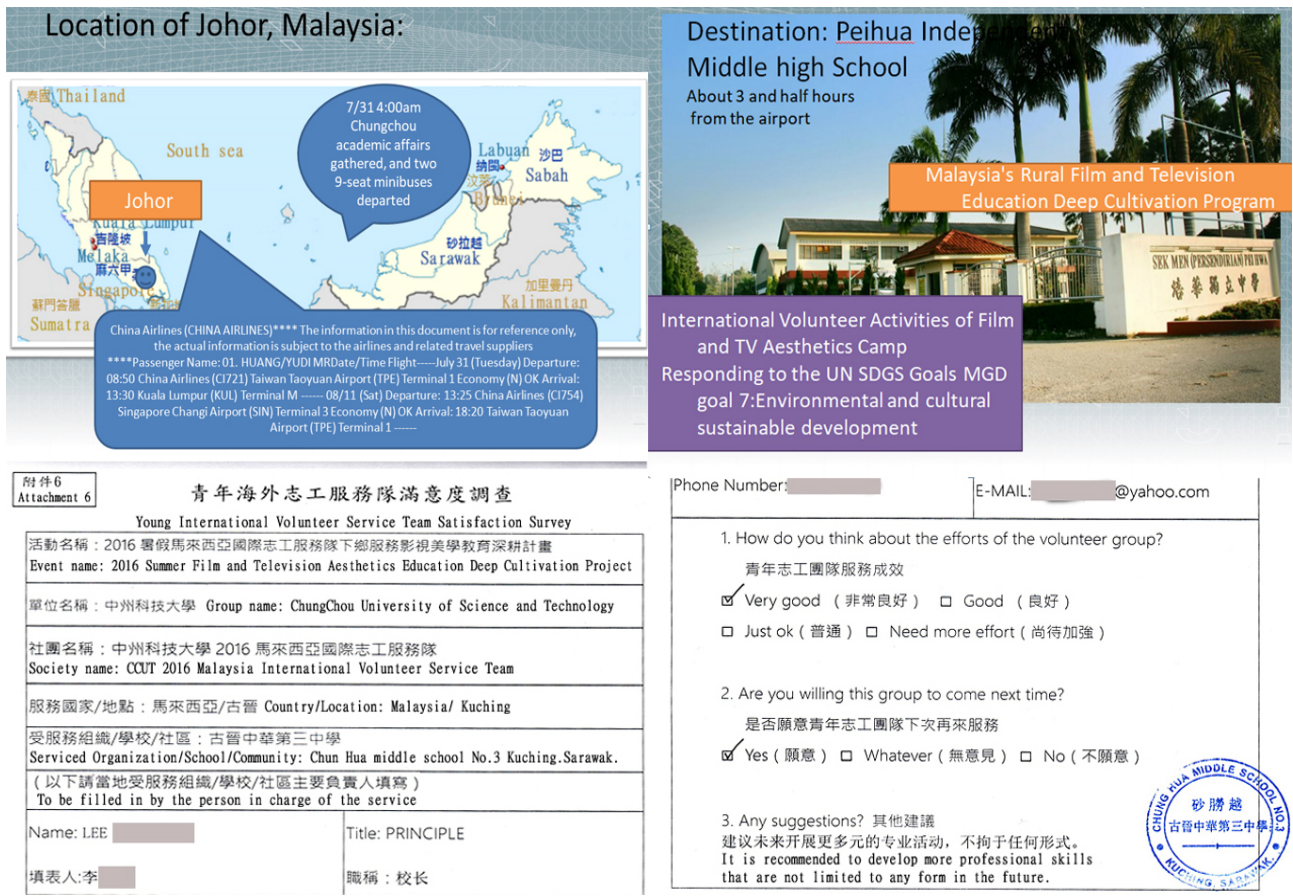 Location of Johor, Malaysia:
泰國 Thailand
South sea
7/31 4:00am
Chungchou
academic affairs
gathered, and two
9-seat minibuses
departed
Labuan
納閩
沙巴
Sabah
汶萊
Brunei
Johor
Kuala Lumpur
吉隆坡
Melaka
麻六甲
Singapore
砂拉越
Sarawak
蘇門答臘
Sumatra
加里曼丹
Kalimantan
China Airlines (CHINA AIRLINES)**** The information in this document is for reference only,
the actual information is subject to the airlines and related travel suppliers
****Passenger Name: 01. HUANG/YUDI MRDate/Time Flight-----July 31 (Tuesday) Departure:
08:50 China Airlines (CI721) Taiwan Taoyuan Airport (TPE) Terminal 1 Economy (N) OK Arrival:
13:30 Kuala Lumpur (KUL) Terminal M ------ 08/11 (Sat) Departure: 13:25 China Airlines (CI754)
Singapore Changi Airport (SIN) Terminal 3 Economy (N) OK Arrival: 18:20 Taiwan Taoyuan
Airport (TPE) Terminal 1 ------
Destination: Peihua Independent
Middle high School
About 3 and half hours
from the airport
Malaysia's Rural Film and Television
Education Deep Cultivation Program
SEK MEN (PERSENDIRIAN) PEI HWA
培華獨立中學
International Volunteer Activities of Film
and TV Aesthetics Camp
Responding to the UN SDGS Goals MGD
goal 7:Environmental and cultural
sustainable development
附件6
Attachment 6
青年海外志工服務隊滿意度調查
Young International Volunteer Service Team Satisfaction Survey
活動名稱：2016 暑假馬來西亞國際志工服務隊下鄉服務影視美學教育深耕計畫
Event name: 2016 Summer Film and Television Aesthetics Education Deep Cultivation Project
單位名稱：中州科技大學 Group name: ChungChou University of Science and Technology
社團名稱：中州科技大學 2016 馬來西亞國際志工服務隊
Society name: CCUT 2016 Malaysia International Volunteer Service Team
服務國家/地點：馬來西亞/古晉 Country/Location: Malaysia/ Kuching
受服務組織/學校/社區：古晉中華第三中學
Serviced Organization/School/Community: Chun Hua middle school No.3 Kuching.Sarawak.
（以下請當地受服務組織/學校/社區主要負責人填寫）
To be filled in by the person in charge of the service
Name: LEE
Title: PRINCIPLE
填表人:李
職稱：校长
Phone Number:
E-MAIL: @yahoo.com
1. How do you think about the efforts of the volunteer group?
青年志工團隊服務成效
☑ Very good （非常良好） □ Good （良好）
□ Just ok（普通） □ Need more effort（尚待加強）
2. Are you willing this group to come next time?
是否願意青年志工團隊下次再來服務
☑ Yes（願意） □ Whatever（無意見） □ No（不願意）
3. Any suggestions? 其他建議
建议未来开展更多元的专业活动，不拘于任何形式。
It is recommended to develop more professional skills
that are not limited to any form in the future.
CHUNG HUA MIDDLE SCHOOL NO.3
砂勝越
古晉中華第三中學
KUCHING, SARAWAK.